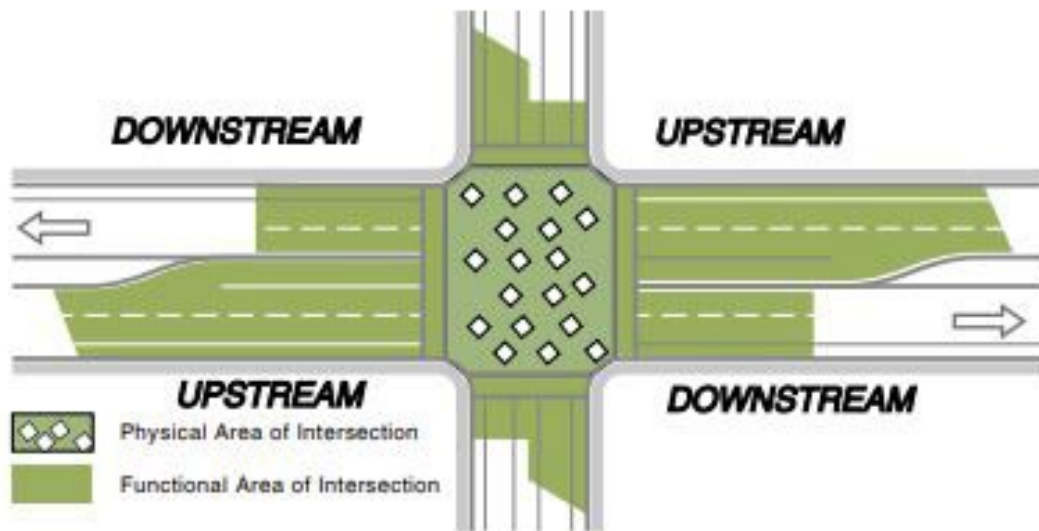 DOWNSTREAM
UPSTREAM
UPSTREAM
DOWNSTREAM
Physical Area of Intersection
Functional Area of Intersection